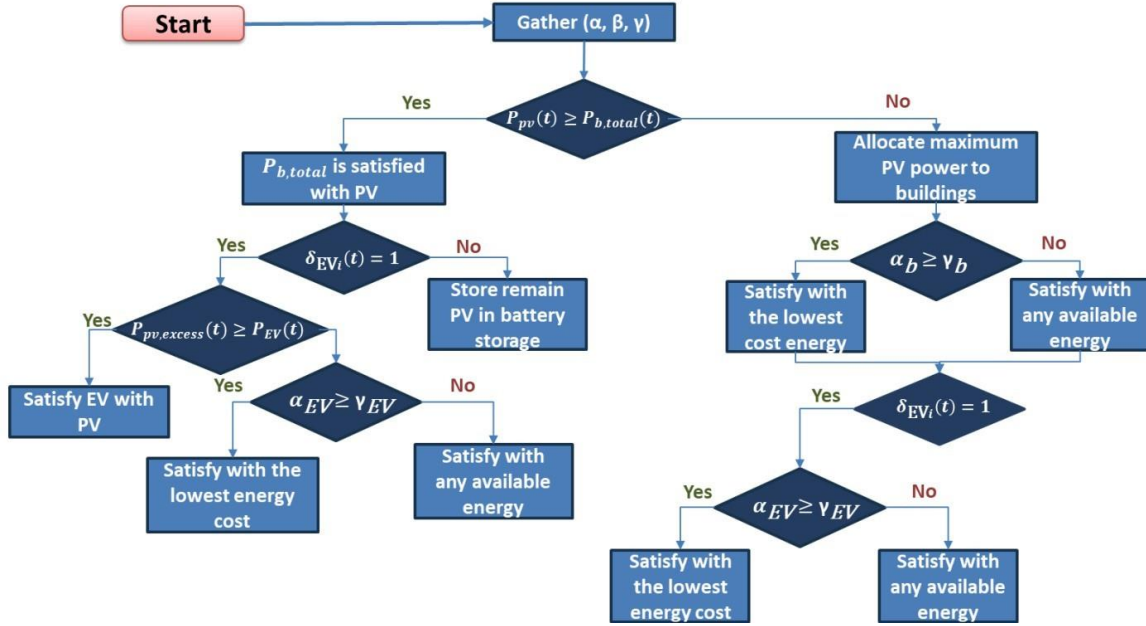 Start
Gather (α, β, γ)
Yes
No
P_pv(t) ≥ P_b,total(t)
P_b,total is satisfied
with PV
Allocate maximum
PV power to
buildings
Yes
No
δ_EVi(t) = 1
Yes
No
α_b ≥ γ_b
Store remain
PV in battery
storage
Satisfy with
the lowest
cost energy
Satisfy with
any available
energy
Yes
P_pv,excess(t) ≥ P_EV(t)
Satisfy EV with
PV
Yes
No
α_EV ≥ γ_EV
Yes
δ_EVi(t) = 1
Satisfy with the
lowest energy
cost
Satisfy with
any available
energy
Yes
No
α_EV ≥ γ_EV
Satisfy with
the lowest
energy cost
Satisfy with
any available
energy